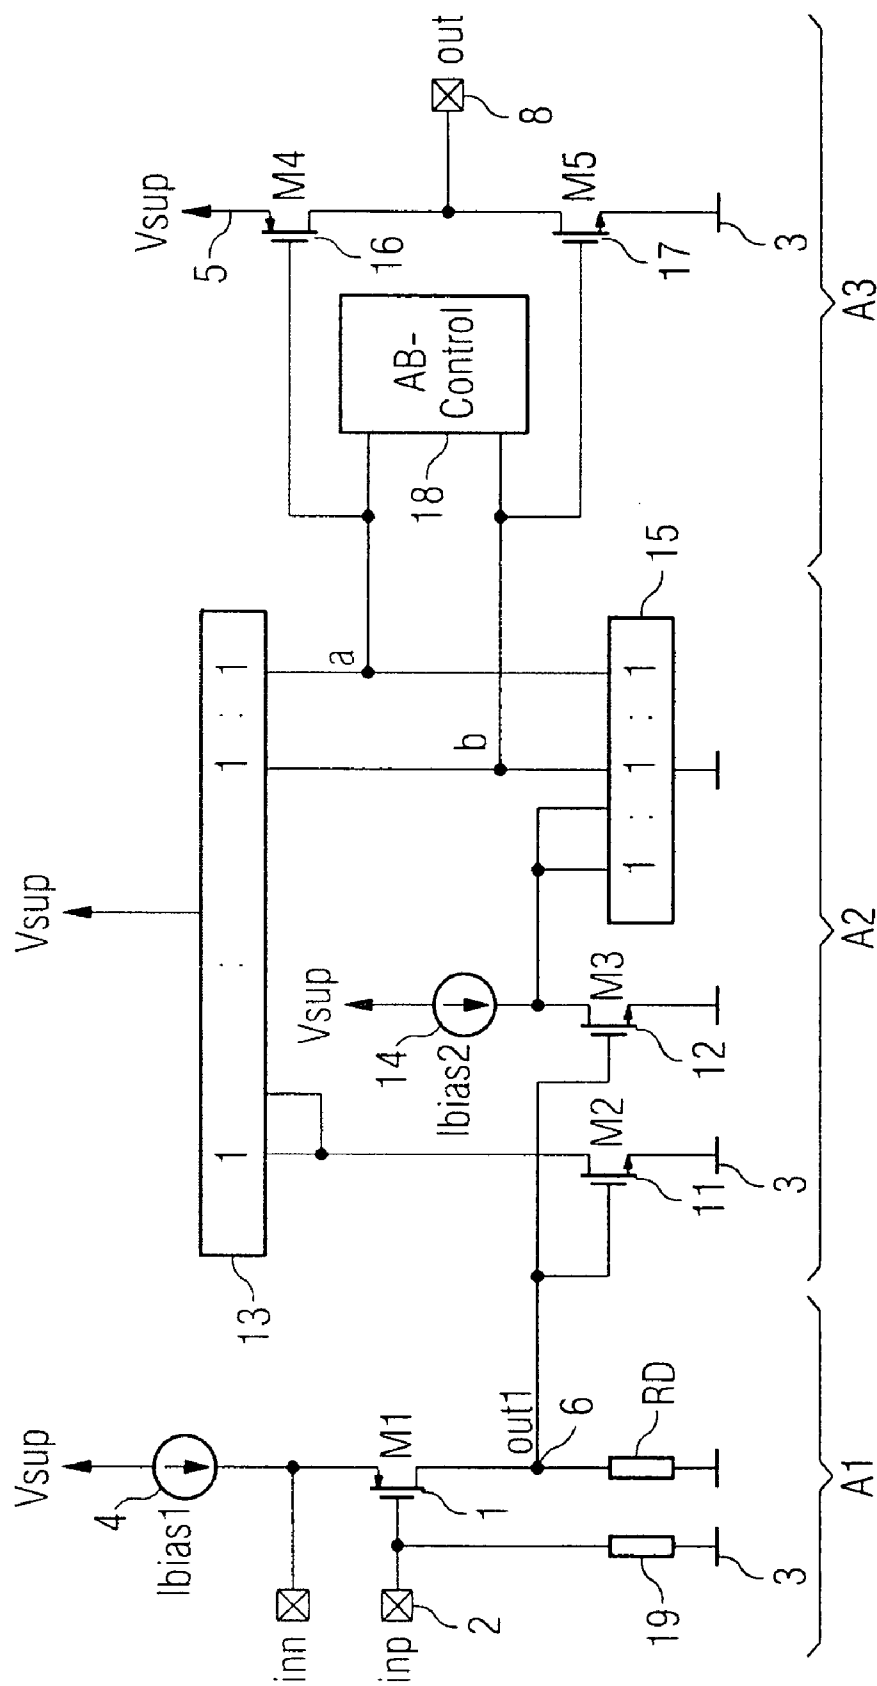 Vsup
4
Ibias1
inn
inp
2
M1
1
out1
6
RD
19
3
A1
13
Vsup
1 : 1 : 1
Vsup
14
Ibias2
M2
11
3
M3
12
a
b
1 : 1 : 1
15
A2
AB-
Control
18
Vsup
5
M4
16
out
8
M5
17
3
A3